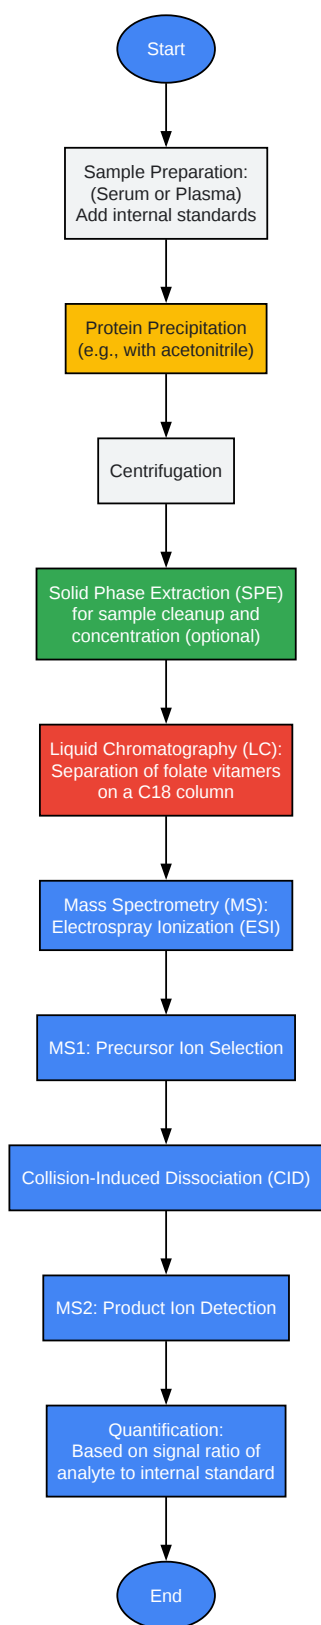 Start
Sample Preparation:
(Serum or Plasma)
Add internal standards
Protein Precipitation
(e.g., with acetonitrile)
Centrifugation
Solid Phase Extraction (SPE)
for sample cleanup and
concentration (optional)
Liquid Chromatography (LC):
Separation of folate vitamers
on a C18 column
Mass Spectrometry (MS):
Electrospray Ionization (ESI)
MS1: Precursor Ion Selection
Collision-Induced Dissociation (CID)
MS2: Product Ion Detection
Quantification:
Based on signal ratio of
analyte to internal standard
End